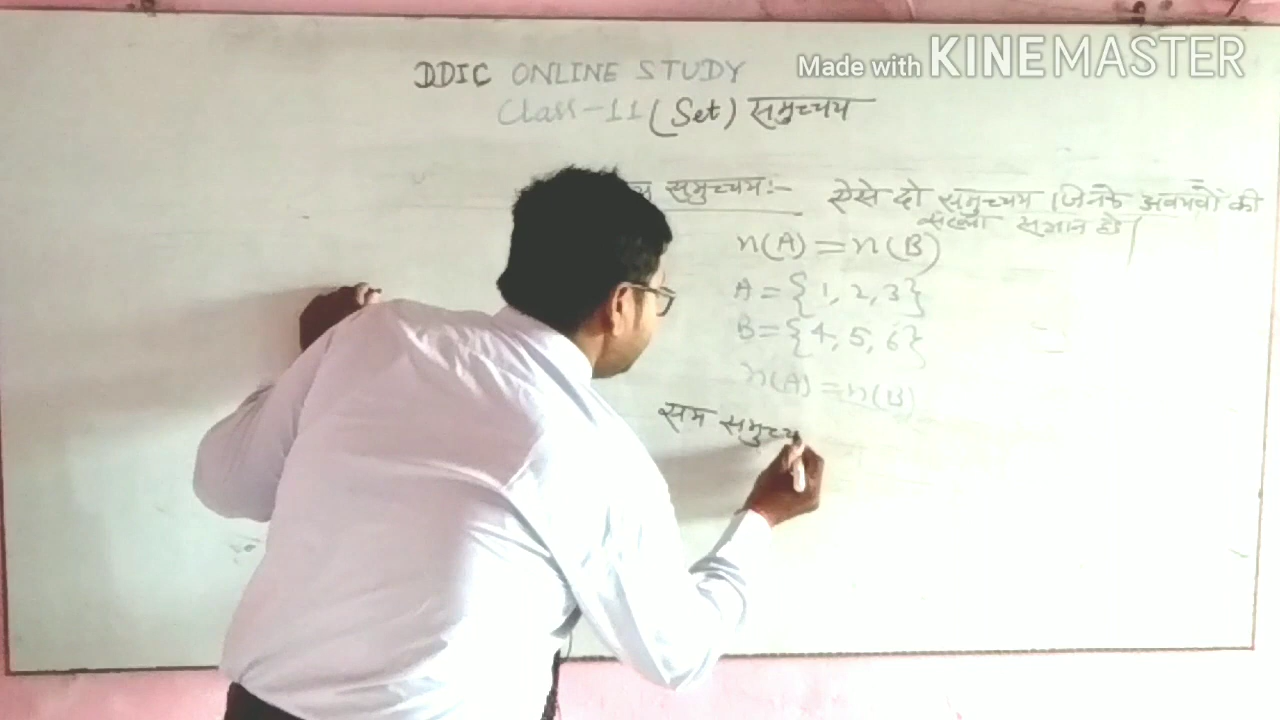 Made with KINEMASTER
DDIC ONLINE STUDY
Class-11 (Set) समुच्चय
समुच्चय :- ऐसे दो समुच्चय जिनके अवयवों की
संख्या समान हो।
n(A) = n(B)
A = {1, 2, 3}
B = {4, 5, 6}
n(A) = n(B)
सम समुच्च